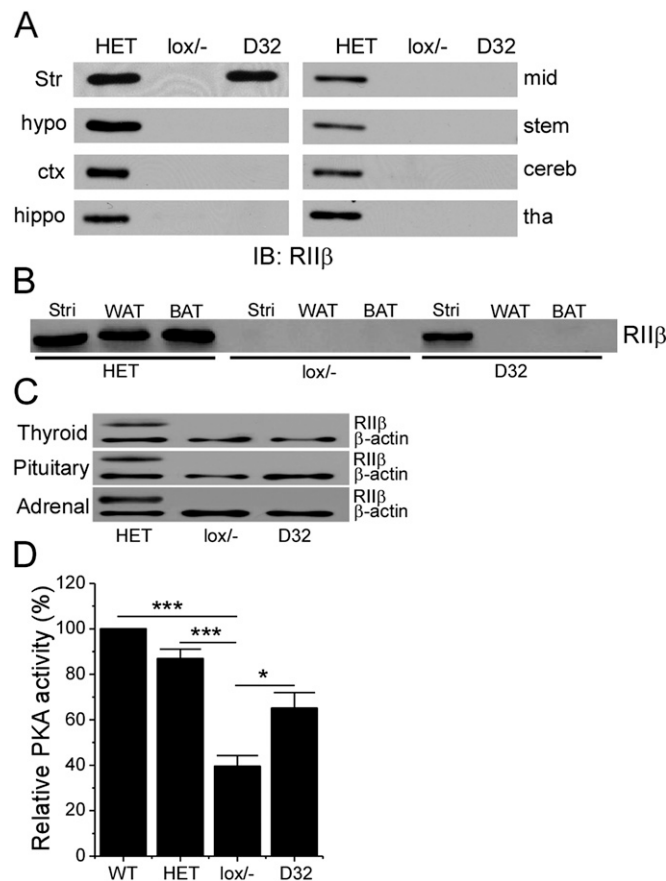 A
HET lox/- D32 HET lox/- D32
Str mid
hypo stem
ctx cereb
hippo tha
IB: RIIβ
B
Stri WAT BAT Stri WAT BAT Stri WAT BAT
RIIβ
HET lox/- D32
C
Thyroid RIIβ
β-actin
Pituitary RIIβ
β-actin
Adrenal RIIβ
β-actin
HET lox/- D32
D
Relative PKA activity (%)
120
100
80
60
40
20
0
***
***
*
WT HET lox/- D32